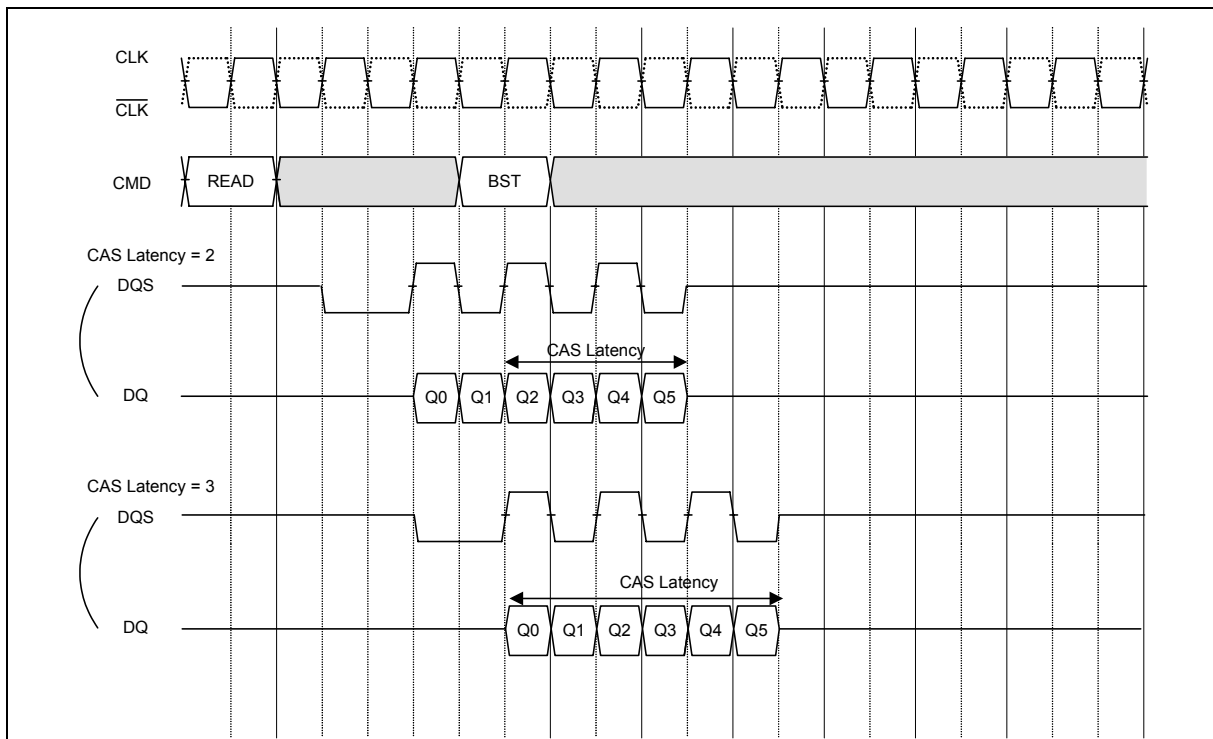 CLK
C̅L̅K̅
CMD
READ
BST
CAS Latency = 2
DQS
CAS Latency
DQ
Q0 Q1 Q2 Q3 Q4 Q5
CAS Latency = 3
DQS
CAS Latency
DQ
Q0 Q1 Q2 Q3 Q4 Q5